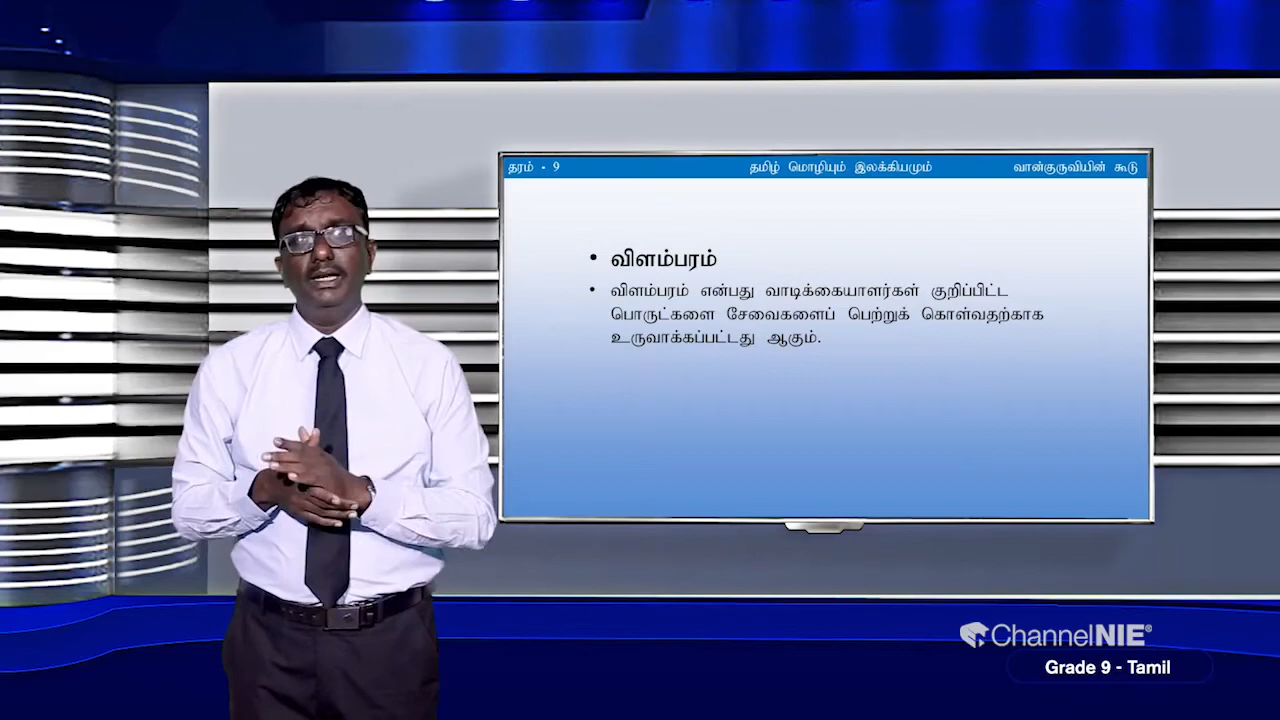 தரம் - 9
தமிழ் மொழியும் இலக்கியமும்
வான்குருவியின் கூடு
• விளம்பரம்
• விளம்பரம் என்பது வாடிக்கையாளர்கள் குறிப்பிட்ட
பொருட்களை சேவைகளைப் பெற்றுக் கொள்வதற்காக
உருவாக்கப்பட்டது ஆகும்.
ChannelNIE®
Grade 9 - Tamil